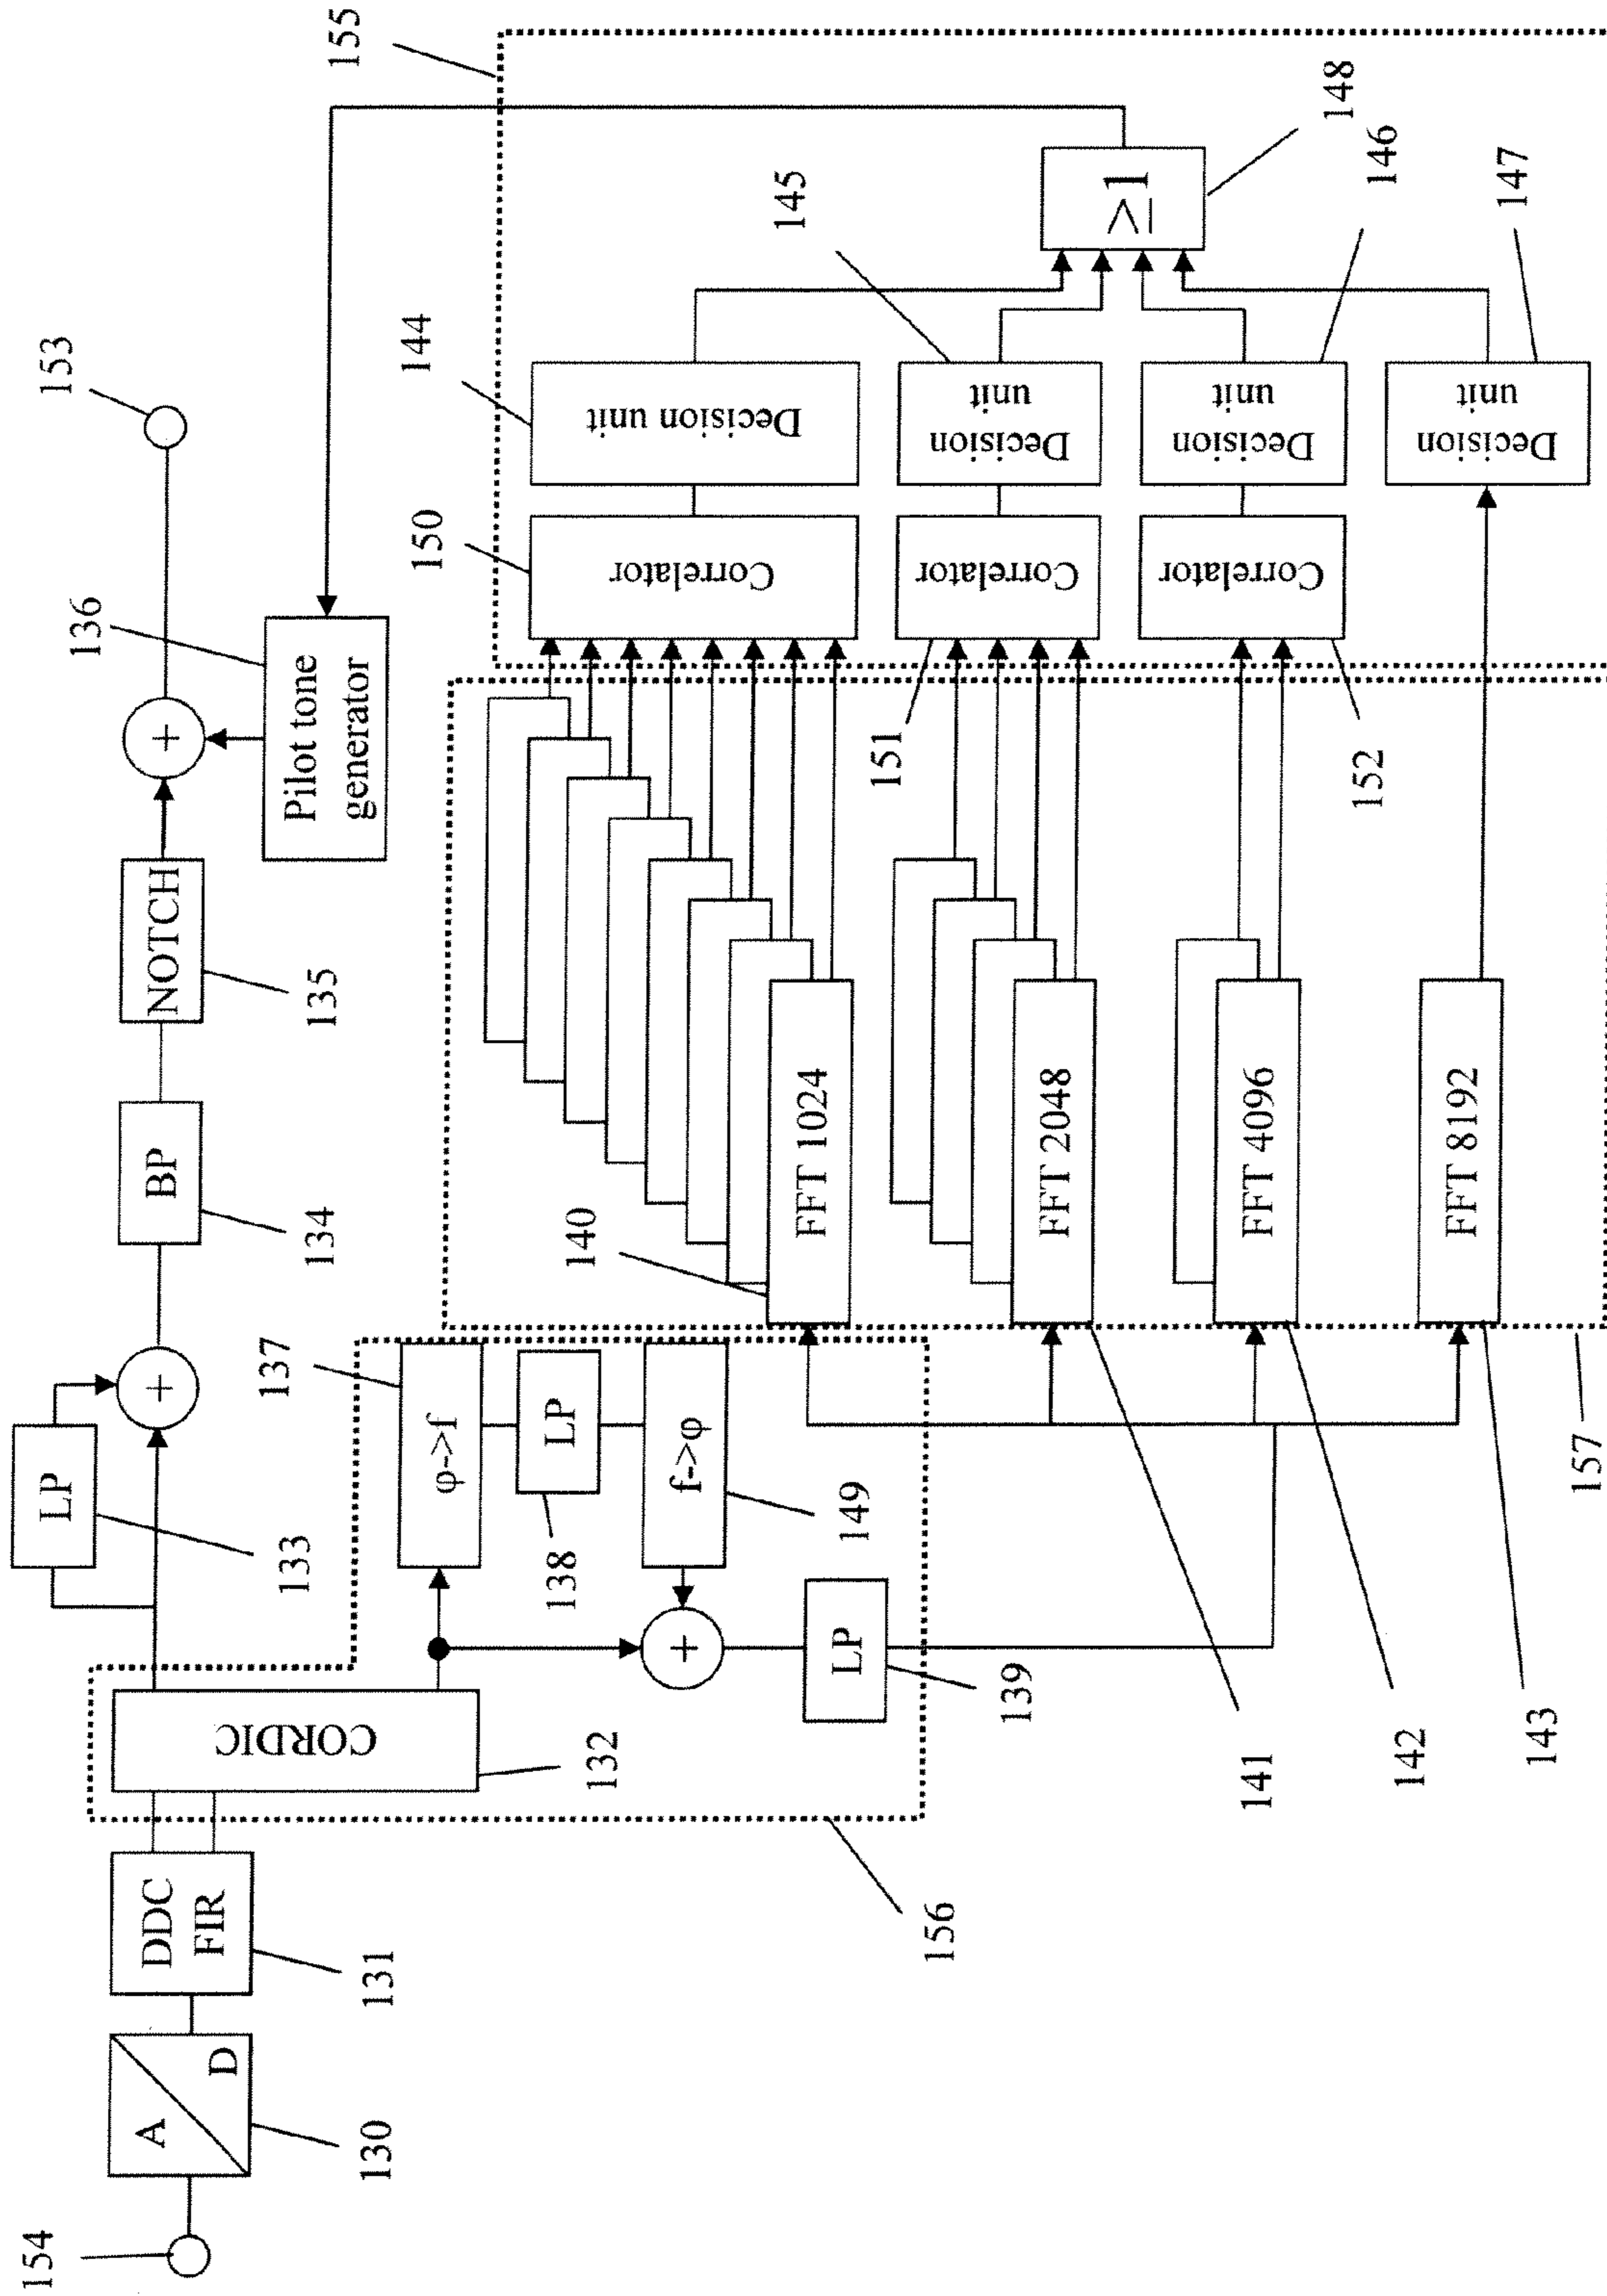 154
A
D
130
DDC
FIR
131
CORDIC
132
156
LP
133
+
BP
134
NOTCH
135
+
153
Pilot tone
generator
136
φ->f
137
LP
138
f->φ
149
+
LP
139
FFT 1024
140
FFT 2048
141
FFT 4096
142
FFT 8192
143
157
Correlator
150
Decision unit
144
Correlator
151
Decision
unit
145
Correlator
152
Decision
unit
146
Decision
unit
147
≥1
148
155